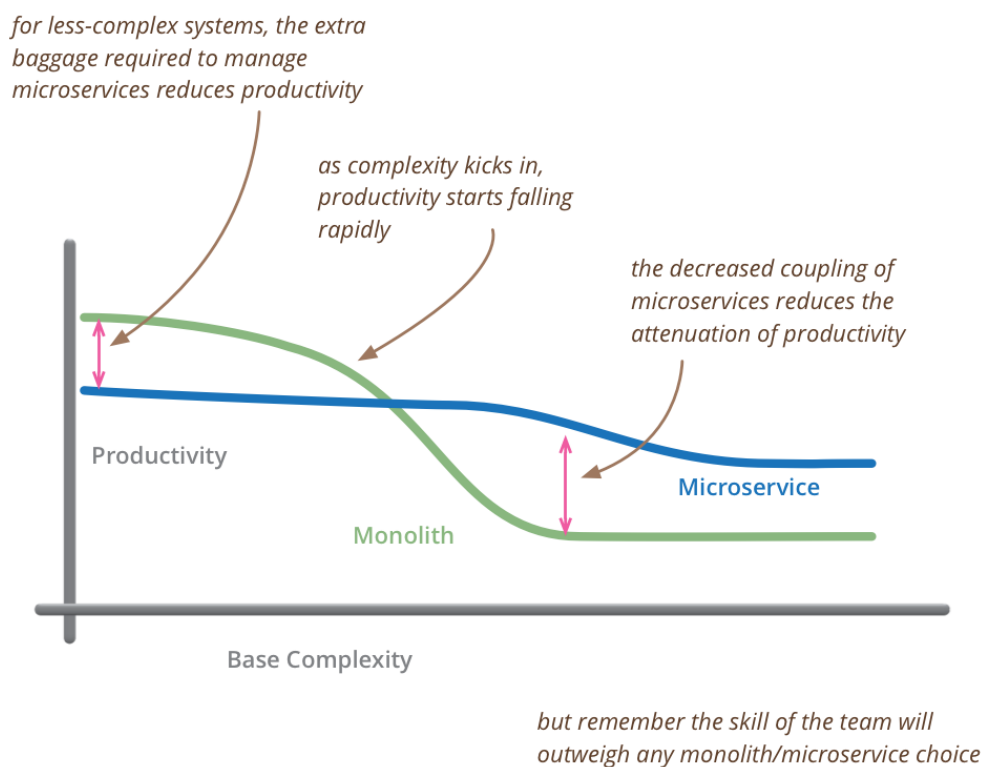 for less-complex systems, the extra
baggage required to manage
microservices reduces productivity
as complexity kicks in,
productivity starts falling
rapidly
the decreased coupling of
microservices reduces the
attenuation of productivity
Productivity
Microservice
Monolith
Base Complexity
but remember the skill of the team will
outweigh any monolith/microservice choice